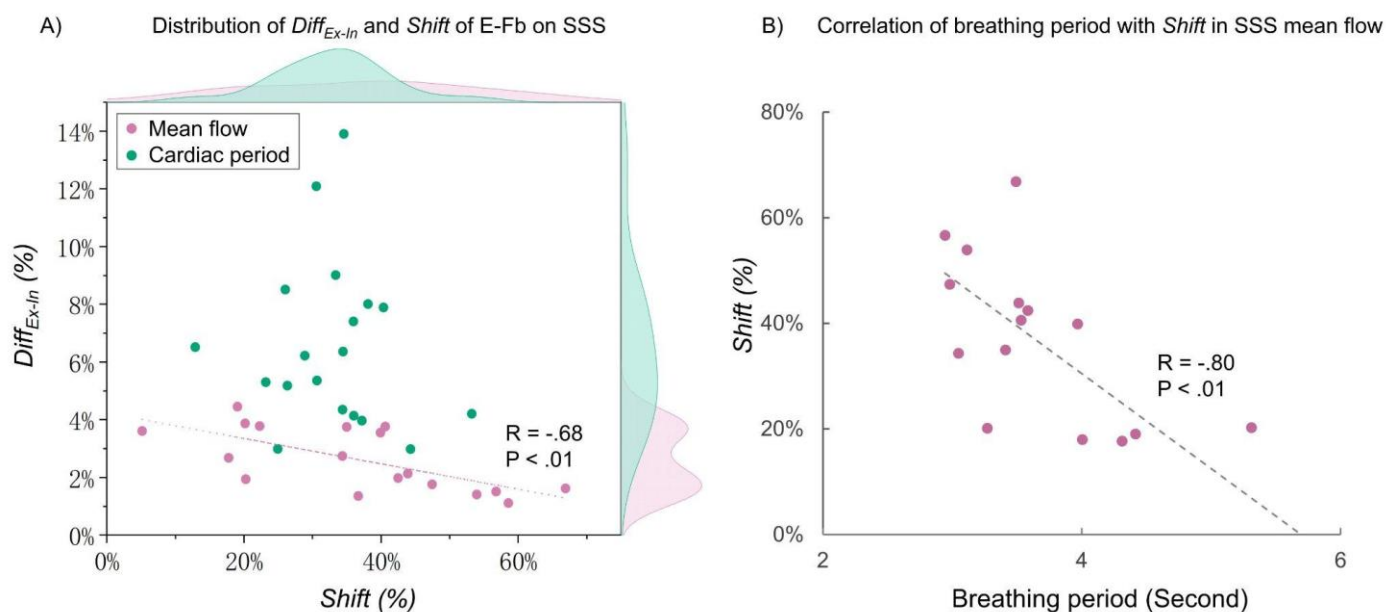 A) Distribution of Diff_Ex-In and Shift of E-Fb on SSS
14%
12%
10%
8%
6%
4%
2%
0%
Diff_Ex-In (%)
Mean flow
Cardiac period
R = -.68
P < .01
0% 20% 40% 60%
Shift (%)
B) Correlation of breathing period with Shift in SSS mean flow
80%
60%
40%
20%
0%
Shift (%)
R = -.80
P < .01
2 4 6
Breathing period (Second)